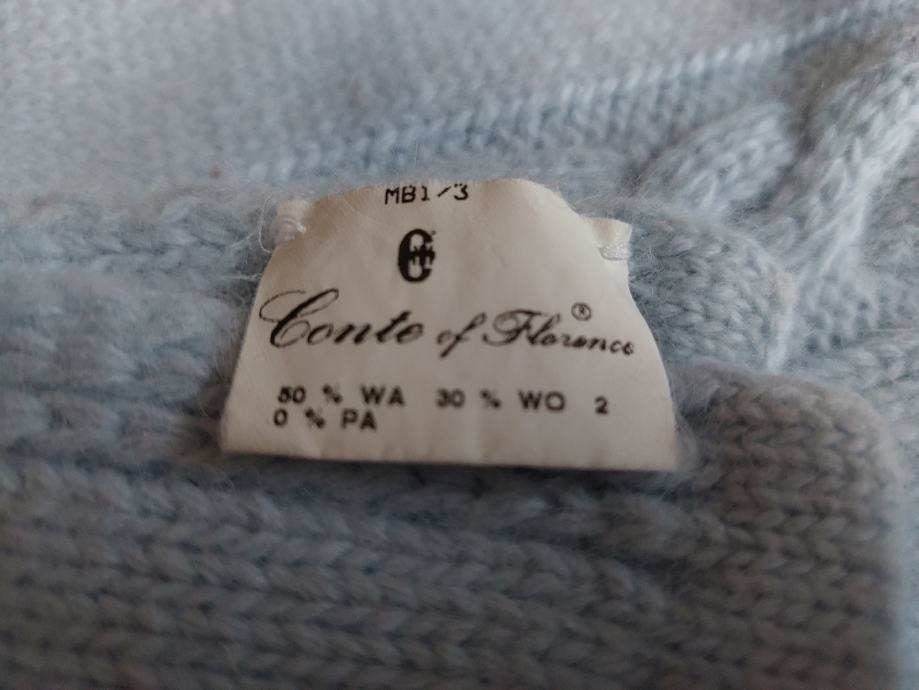 MB1/3
Conte of Florence®
50 % WA 30 % WO 2
0 % PA